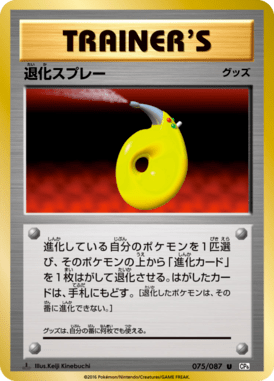 TRAINER'S
退化スプレー
グッズ
進化している自分のポケモンを1匹選
び、そのポケモンの上から「進化カード」
を1枚はがして退化させる。はがしたカー
ドは、手札にもどす。[退化したポケモンは、その
番に進化できない。]
グッズは、自分の番に何枚でも使える。
Illus.Keiji Kinebuchi
075/087 U CP6
©2016 Pokémon/Nintendo/Creatures/GAME FREAK.